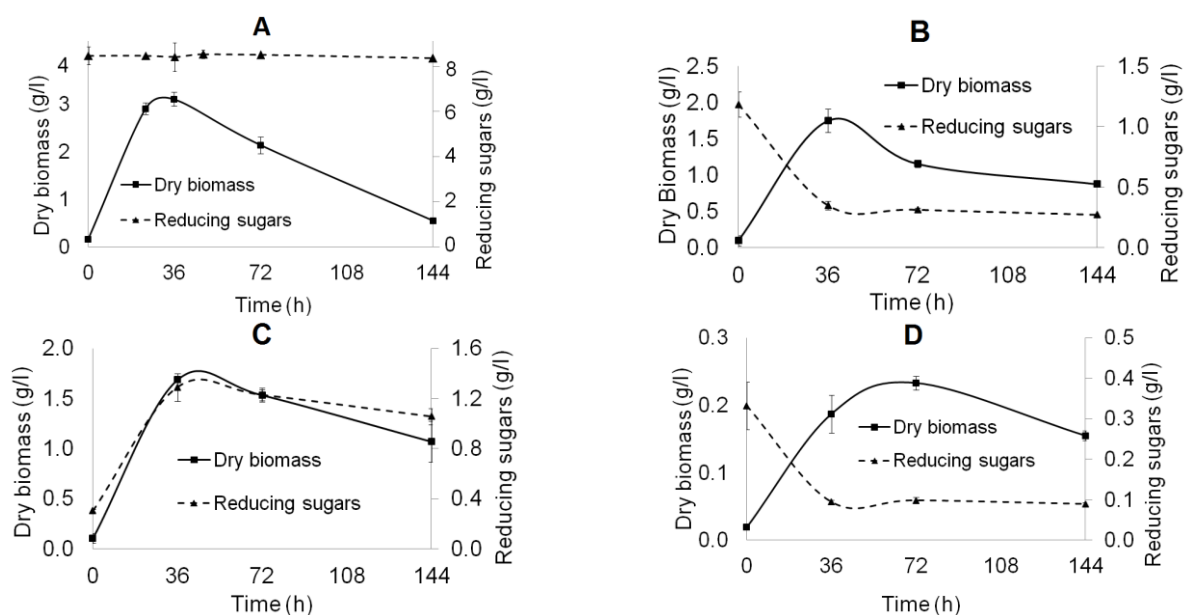 A
Dry biomass (g/l)
4
3
2
1
0
Dry biomass
Reducing sugars
8
6
4
2
0
Reducing sugars (g/l)
0 36 72 108 144
Time (h)
B
Dry Biomass (g/l)
2.5
2.0
1.5
1.0
0.5
0.0
Dry biomass
Reducing sugars
1.5
1.0
0.5
0.0
Reducing sugars (g/l)
0 36 72 108 144
Time (h)
C
Dry biomass (g/l)
2.0
1.5
1.0
0.5
0.0
Dry biomass
Reducing sugars
1.6
1.2
0.8
0.4
0.0
Reducing sugars (g/l)
0 36 72 108 144
Time (h)
D
Dry biomass (g/l)
0.3
0.2
0.1
0.0
Dry biomass
Reducing sugars
0.5
0.4
0.3
0.2
0.1
0.0
Reducing sugars (g/l)
0 36 72 108 144
Time (h)